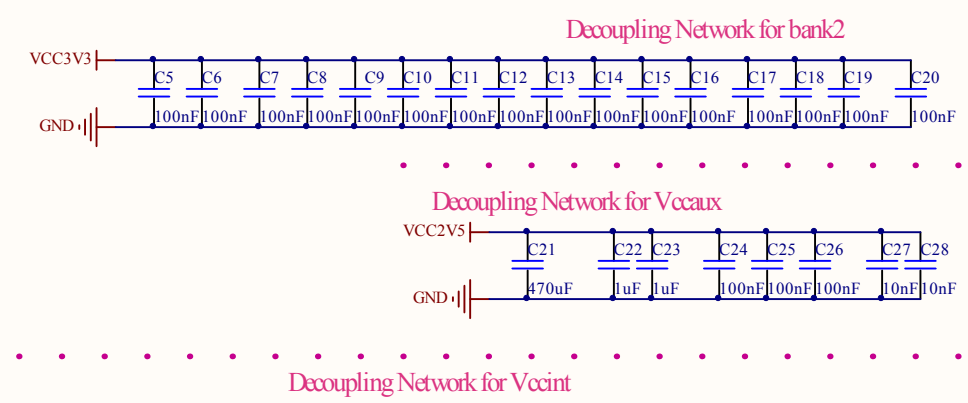 Decoupling Network for bank2
VCC3V3
C5 C6 C7 C8 C9 C10 C11 C12 C13 C14 C15 C16 C17 C18 C19 C20
100nF 100nF 100nF 100nF 100nF 100nF 100nF 100nF 100nF 100nF 100nF 100nF 100nF 100nF 100nF 100nF
GND
Decoupling Network for Vccaux
VCC2V5
C21 C22 C23 C24 C25 C26 C27 C28
470uF 1uF 1uF 100nF 100nF 100nF 10nF 10nF
GND
Decoupling Network for Vccint